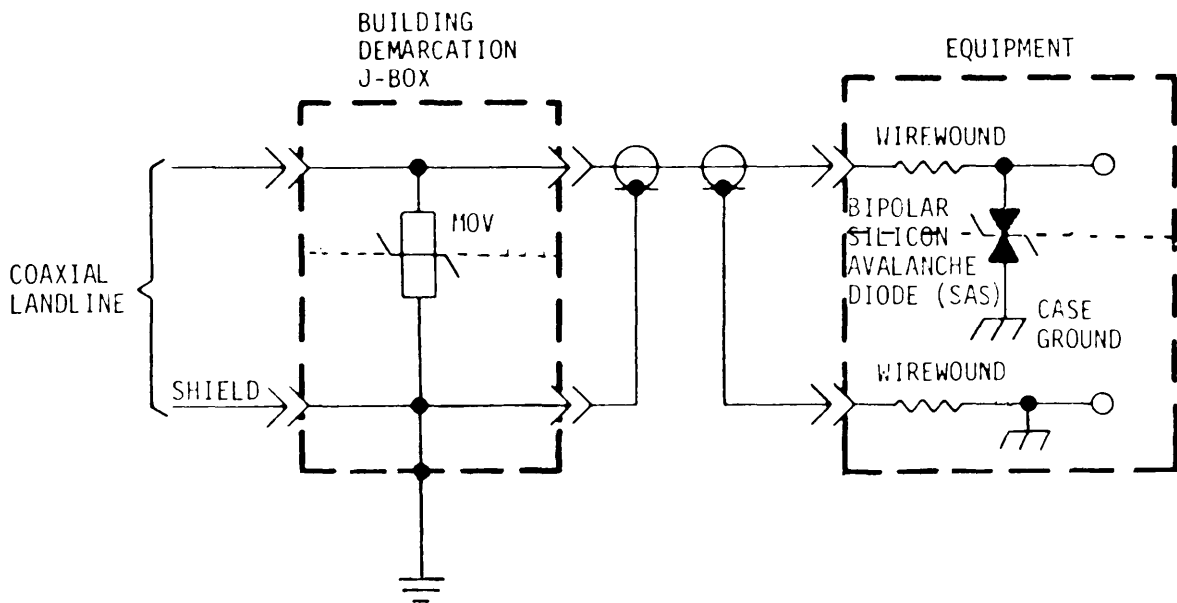 BUILDING
DEMARCATION
J-BOX
EQUIPMENT
WIREWOUND
MOV
BIPOLAR
SILICON
AVALANCHE
DIODE (SAS)
COAXIAL
LANDLINE
CASE
GROUND
SHIELD
WIREWOUND